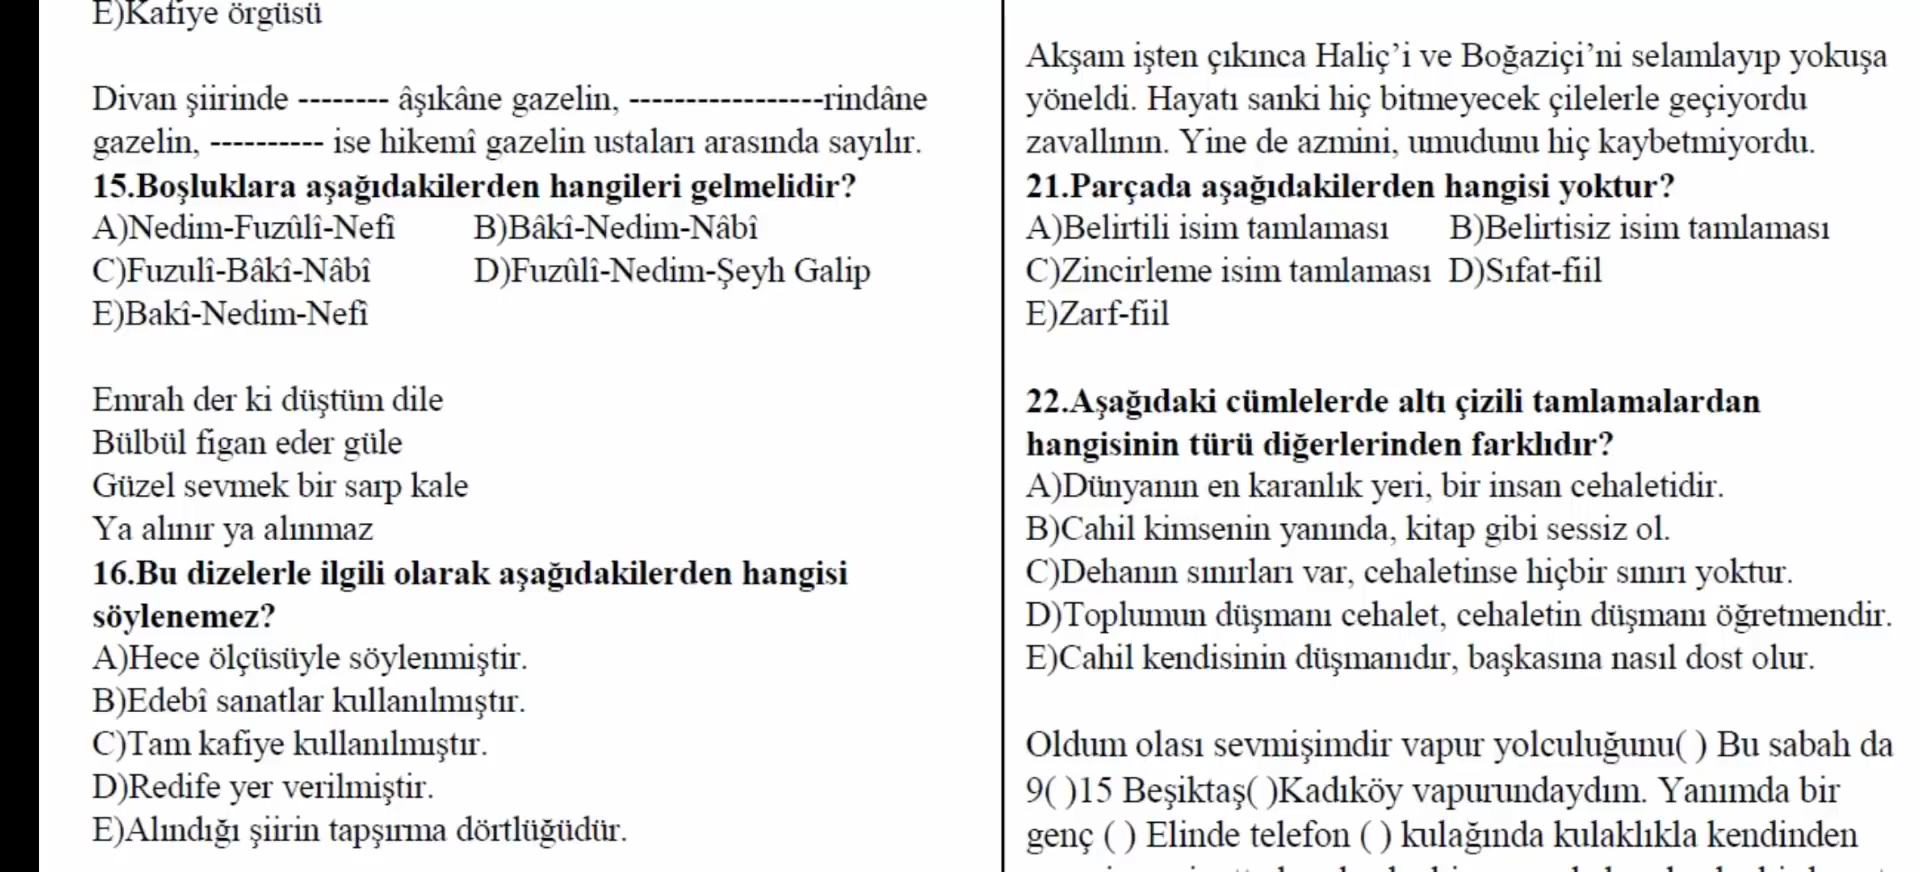 E)Kafiye örgüsü
Divan şiirinde -------- âşıkâne gazelin, -----------------rindâne
gazelin, ---------- ise hikemî gazelin ustaları arasında sayılır.
15.Boşluklara aşağıdakilerden hangileri gelmelidir?
A)Nedim-Fuzûlî-Nefî B)Bâkî-Nedim-Nâbî
C)Fuzulî-Bâkî-Nâbî D)Fuzûlî-Nedim-Şeyh Galip
E)Bakî-Nedim-Nefî
Emrah der ki düştüm dile
Bülbül figan eder güle
Güzel sevmek bir sarp kale
Ya alınır ya alınmaz
16.Bu dizelerle ilgili olarak aşağıdakilerden hangisi
söylenemez?
A)Hece ölçüsüyle söylenmiştir.
B)Edebî sanatlar kullanılmıştır.
C)Tam kafiye kullanılmıştır.
D)Redife yer verilmiştir.
E)Alındığı şiirin tapşırma dörtlüğüdür.
Akşam işten çıkınca Haliç’i ve Boğaziçi’ni selamlayıp yokuşa
yöneldi. Hayatı sanki hiç bitmeyecek çilelerle geçiyordu
zavallının. Yine de azmini, umudunu hiç kaybetmiyordu.
21.Parçada aşağıdakilerden hangisi yoktur?
A)Belirtili isim tamlaması B)Belirtisiz isim tamlaması
C)Zincirleme isim tamlaması D)Sıfat-fiil
E)Zarf-fiil
22.Aşağıdaki cümlelerde altı çizili tamlamalardan
hangisinin türü diğerlerinden farklıdır?
A)Dünyanın en karanlık yeri, bir insan cehaletidir.
B)Cahil kimsenin yanında, kitap gibi sessiz ol.
C)Dehanın sınırları var, cehaletinse hiçbir sınırı yoktur.
D)Toplumun düşmanı cehalet, cehaletin düşmanı öğretmendir.
E)Cahil kendisinin düşmanıdır, başkasına nasıl dost olur.
Oldum olası sevmişimdir vapur yolculuğunu( ) Bu sabah da
9( )15 Beşiktaş( )Kadıköy vapurundaydım. Yanımda bir
genç ( ) Elinde telefon ( ) kulağında kulaklıkla kendinden